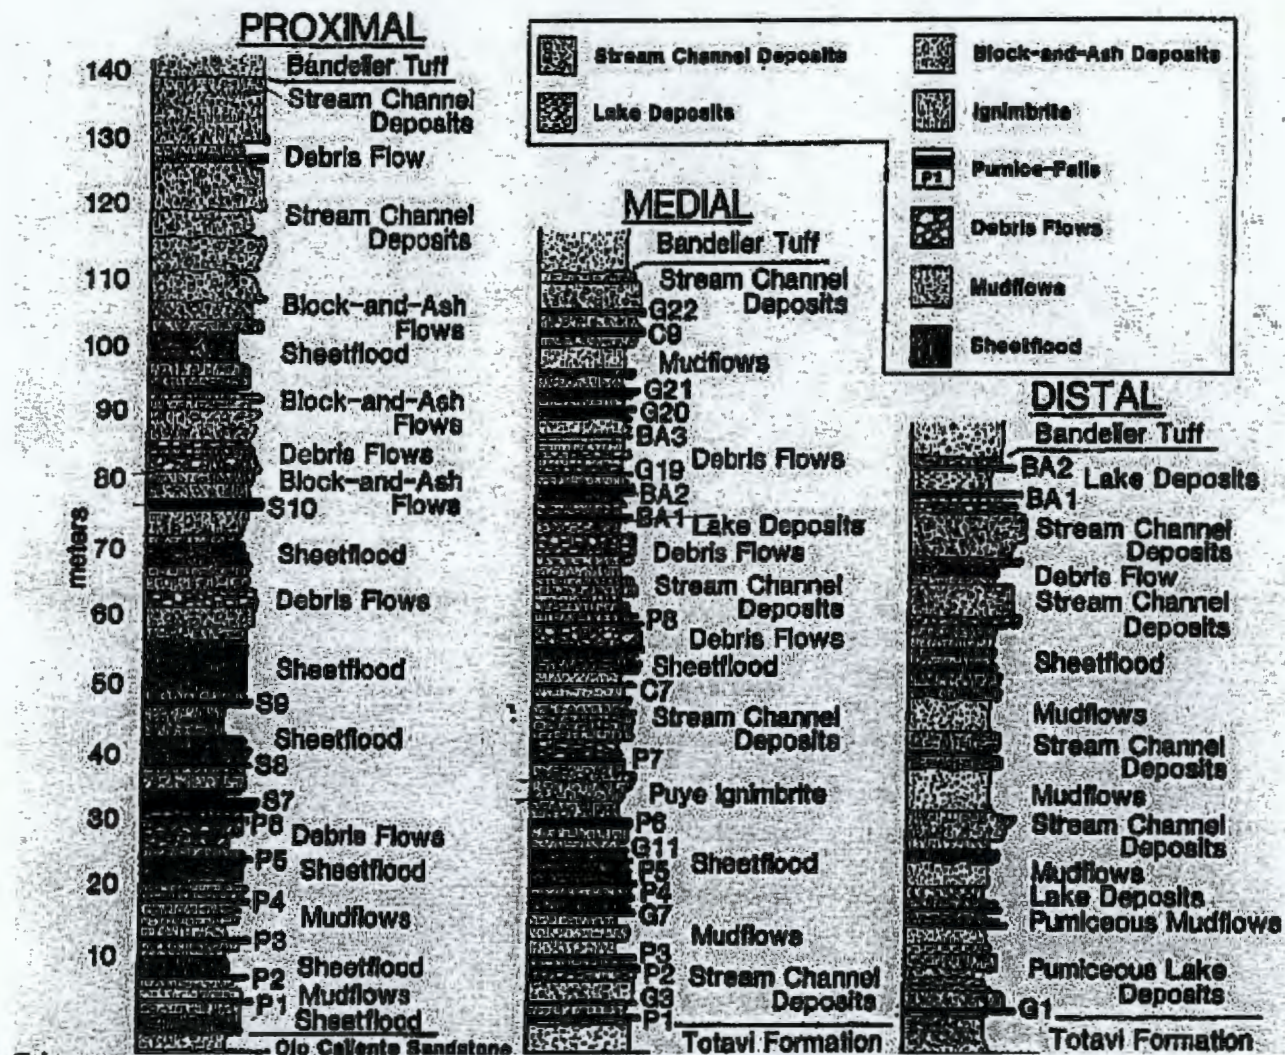 PROXIMAL
140
130
120
110
100
90
80
70
60
50
40
30
20
10
meters
Bandelier Tuff
Stream Channel
Deposits
Debris Flow
Stream Channel
Deposits
Block-and-Ash
Flows
Sheetflood
Block-and-Ash
Flows
Debris Flows
Block-and-Ash
Flows
S10
Sheetflood
Debris Flows
Sheetflood
S9
Sheetflood
S8
S7
P6
Debris Flows
P5
Sheetflood
P4
Mudflows
P3
Sheetflood
P2
Mudflows
P1
Sheetflood
Ojo Caliente Sandstone
Stream Channel Deposits
Lake Deposits
Block-and-Ash Deposits
Ignimbrite
P1
Pumice-Falls
Debris Flows
Mudflows
Sheetflood
MEDIAL
Bandelier Tuff
Stream Channel
Deposits
G22
C9
Mudflows
G21
G20
BA3
Debris Flows
G19
BA2
BA1
Lake Deposits
Debris Flows
Stream Channel
Deposits
P8
Debris Flows
Sheetflood
C7
Stream Channel
Deposits
P7
Puye Ignimbrite
P6
G11
Sheetflood
P5
P4
G7
Mudflows
P3
P2
Stream Channel
Deposits
G3
P1
Totavi Formation
DISTAL
Bandelier Tuff
BA2
Lake Deposits
BA1
Stream Channel
Deposits
Debris Flow
Stream Channel
Deposits
Sheetflood
Mudflows
Stream Channel
Deposits
Mudflows
Stream Channel
Deposits
Mudflows
Lake Deposits
Pumiceous Mudflows
Pumiceous Lake
Deposits
G1
Totavi Formation